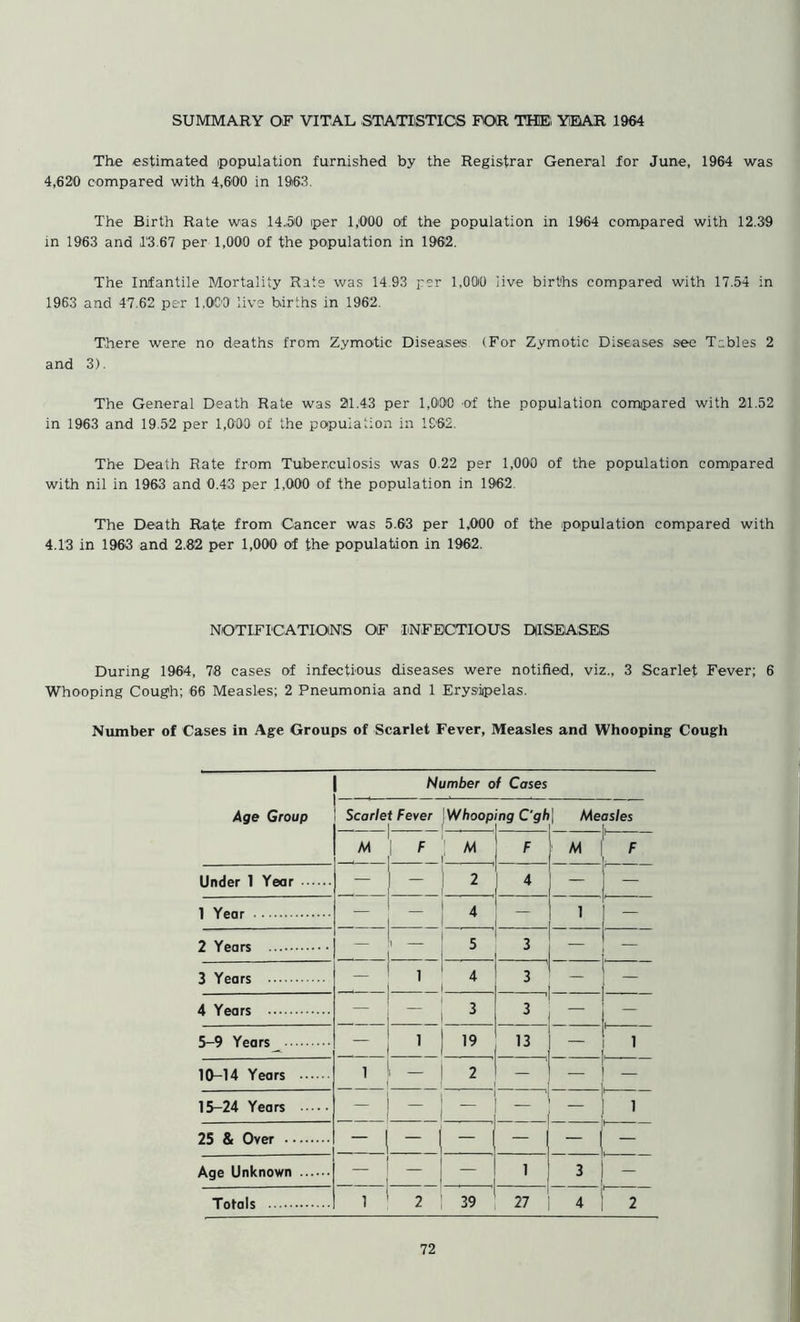 SUMMARY OF VITAL STATISTICS FOR THE YEAR 1964
The estimated population furnished by the Registrar General for June, 1964 was
4,620 compared with 4,600 in 1963.
The Birth Rate was 14.50 per 1,000 of the population in 1964 compared with 12.39
in 1963 and 13.67 per 1,000 of the population in 1962.
The Infantile Mortality Rate was 14.93 per 1,000 live births compared with 17.54 in
1963 and 47.62 per 1,000 live births in 1962.
There were no deaths from Zymotic Diseases (For Zymotic Diseases see Tables 2
and 3).
The General Death Rate was 21.43 per 1,000 of the population compared with 21.52
in 1963 and 19.52 per 1,000 of the population in 1962.
The Death Rate from Tuberculosis was 0.22 per 1,000 of the population compared
with nil in 1963 and 0.43 per 1,000 of the population in 1962.
The Death Rate from Cancer was 5.63 per 1,000 of the population compared with
4.13 in 1963 and 2.82 per 1,000 of the population in 1962.
NOTIFICATIONS OF INFECTIOUS DISEASES
During 1964, 78 cases of infectious diseases were notified, viz., 3 Scarlet Fever; 6
Whooping Cough; 66 Measles; 2 Pneumonia and 1 Erysipelas.
Number of Cases in Age Groups of Scarlet Fever, Measles and Whooping Cough
Number of Cases
Age Group Scarlet Fever Whooping C'gh Measles
M F M F M F
Under 1 Year ...... — — 2 4 — —
1 Year .............. — — 4 — 1 —
2 Years ........... — — 5 3 — —
3 Years ........... — 1 4 3 — —
4 Years ............ — — 3 3 — —
5-9 Years ......... — 1 19 13 — 1
10-14 Years ...... 1 — 2 — — —
15-24 Years ..... — — — — — 1
25 & Over ........ — — — — — —
Age Unknown ...... — — — 1 3 —
Totals ............ 1 2 39 27 4 2
72